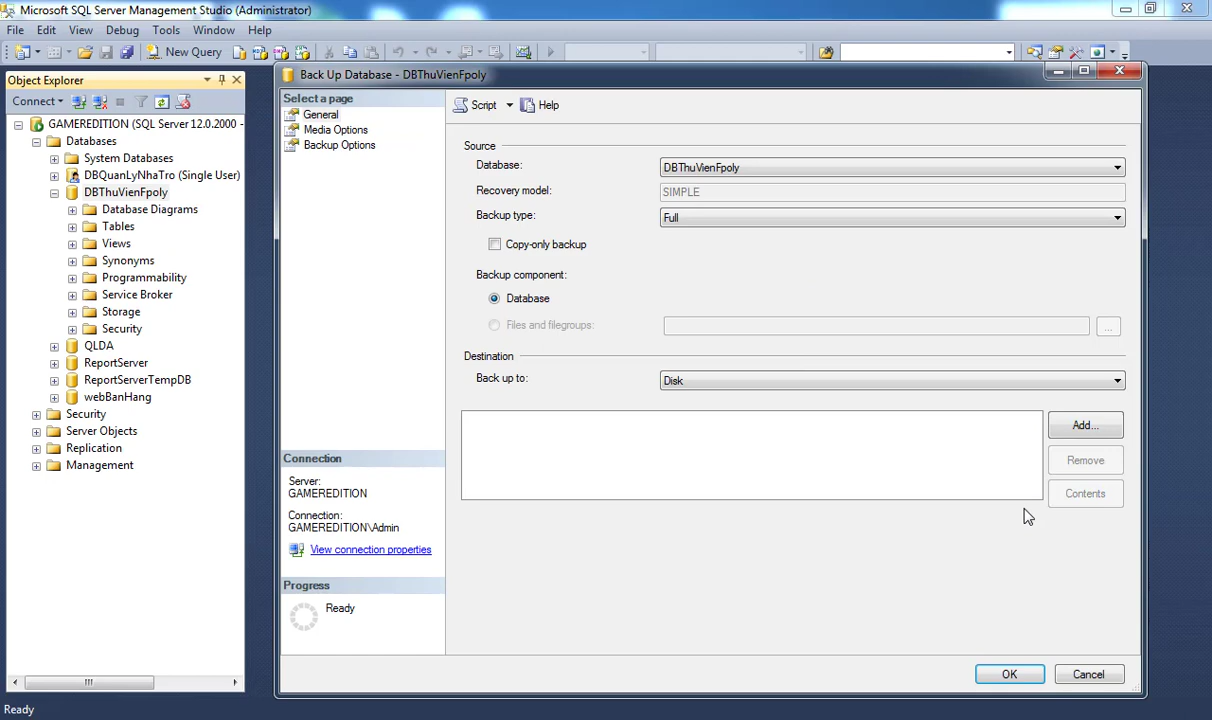 Microsoft SQL Server Management Studio (Administrator)
File Edit View Debug Tools Window Help
New Query
Object Explorer
Connect
GAMEREDITION (SQL Server 12.0.2000 -
Databases
System Databases
DBQuanLyNhaTro (Single User)
DBThuVienFpoly
Database Diagrams
Tables
Views
Synonyms
Programmability
Service Broker
Storage
Security
QLDA
ReportServer
ReportServerTempDB
webBanHang
Security
Server Objects
Replication
Management
Back Up Database - DBThuVienFpoly
Select a page
General
Media Options
Backup Options
Connection
Server:
GAMEREDITION
Connection:
GAMEREDITION\Admin
View connection properties
Progress
Ready
Script Help
Source
Database: DBThuVienFpoly
Recovery model: SIMPLE
Backup type: Full
Copy-only backup
Backup component:
Database
Files and filegroups: ...
Destination
Back up to: Disk
Add...
Remove
Contents
OK Cancel
Ready